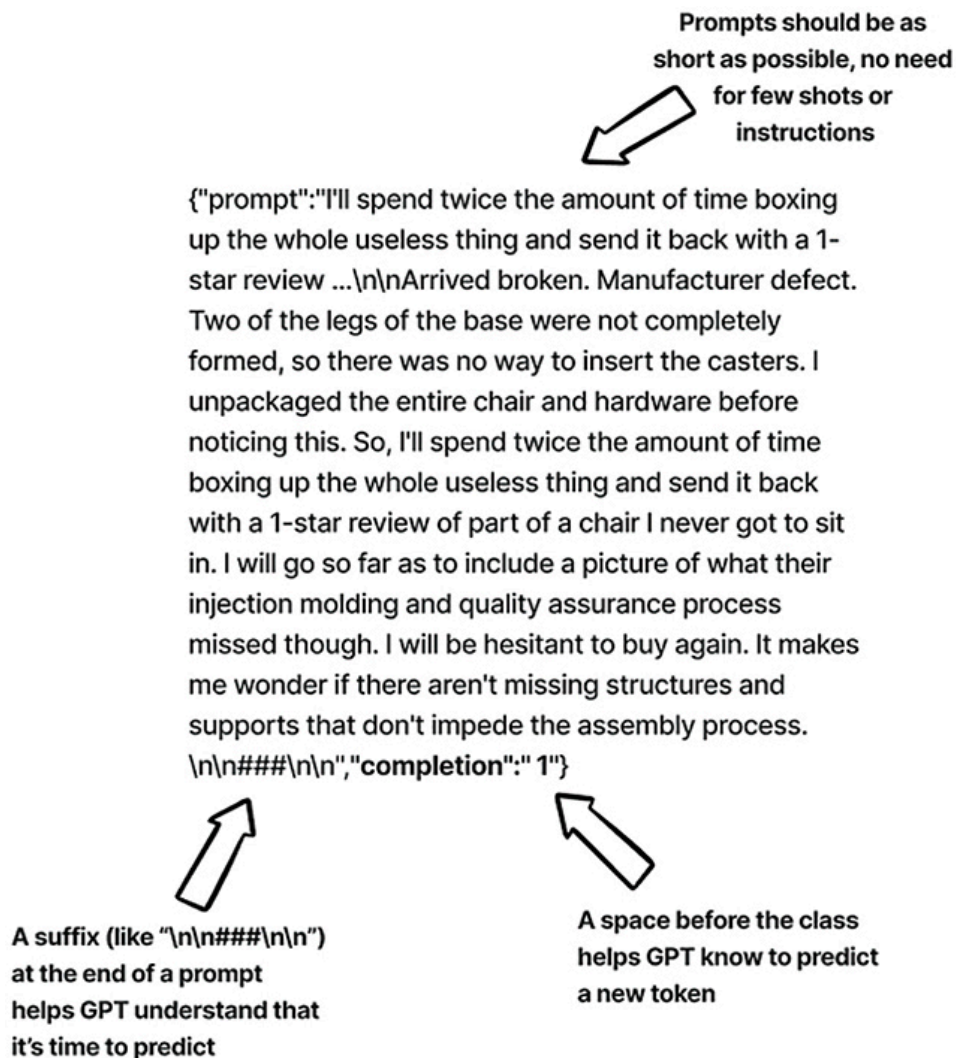 Prompts should be as
short as possible, no need
for few shots or
instructions
{"prompt":"I'll spend twice the amount of time boxing
up the whole useless thing and send it back with a 1-
star review ...\n\nArrived broken. Manufacturer defect.
Two of the legs of the base were not completely
formed, so there was no way to insert the casters. I
unpackaged the entire chair and hardware before
noticing this. So, I'll spend twice the amount of time
boxing up the whole useless thing and send it back
with a 1-star review of part of a chair I never got to sit
in. I will go so far as to include a picture of what their
injection molding and quality assurance process
missed though. I will be hesitant to buy again. It makes
me wonder if there aren't missing structures and
supports that don't impede the assembly process.
\n\n###\n\n","completion":" 1"}
A suffix (like “\n\n###\n\n”)
at the end of a prompt
helps GPT understand that
it’s time to predict
A space before the class
helps GPT know to predict
a new token